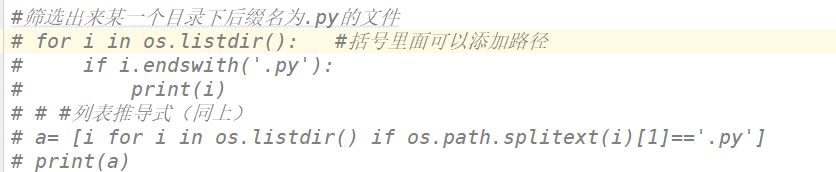 #筛选出来某一个目录下后缀名为.py的文件
# for i in os.listdir():   #括号里面可以添加路径
#     if i.endswith('.py'):
#         print(i)
# # #列表推导式（同上）
# a= [i for i in os.listdir() if os.path.splitext(i)[1]=='.py']
# print(a)